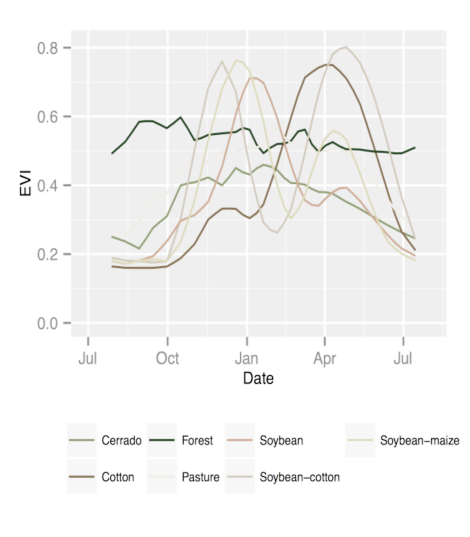 0.8
0.6
0.4
0.2
0.0
EVI
Jul Oct Jan Apr Jul
Date
Cerrado Forest Soybean Soybean−maize
Cotton Pasture Soybean−cotton